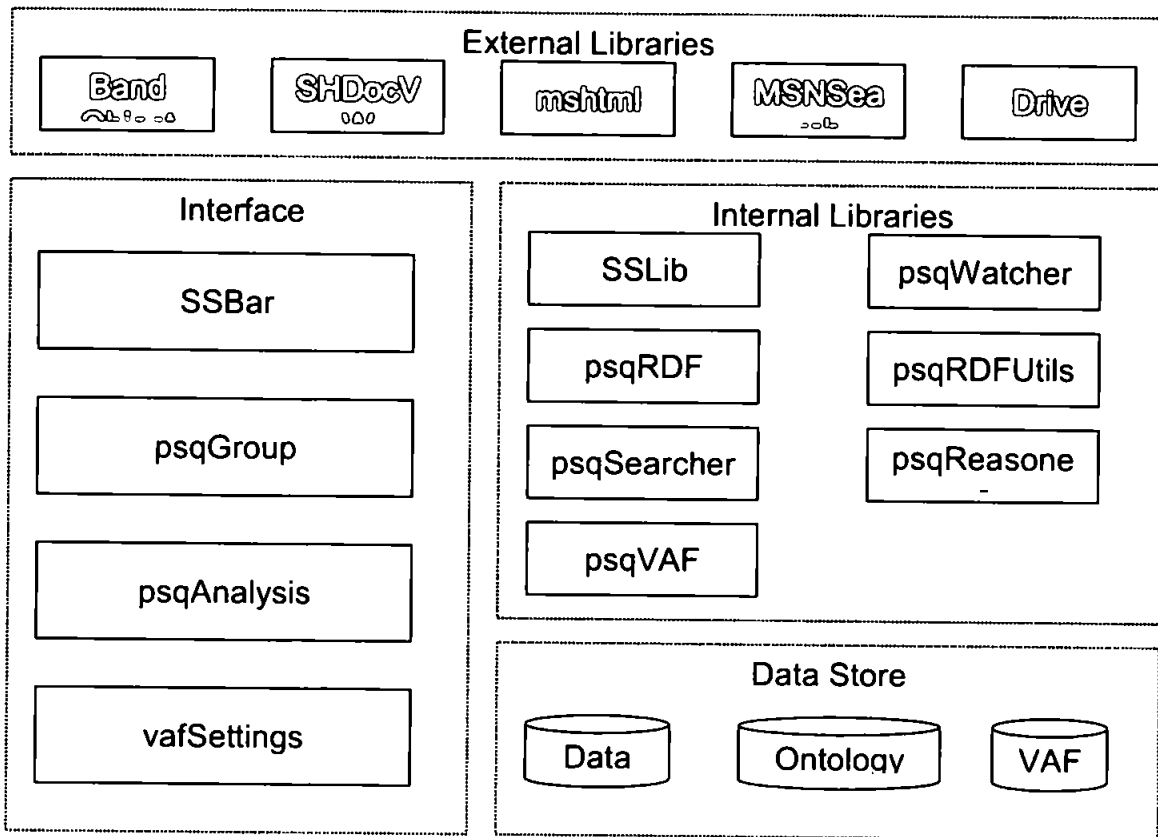 External Libraries
Band
SHDocV
mshtml
MSNSea
Drive
Interface
SSBar
psqGroup
psqAnalysis
vafSettings
Internal Libraries
SSLib
psqWatcher
psqRDF
psqRDFUtils
psqSearcher
psqReasone
psqVAF
Data Store
Data
Ontology
VAF